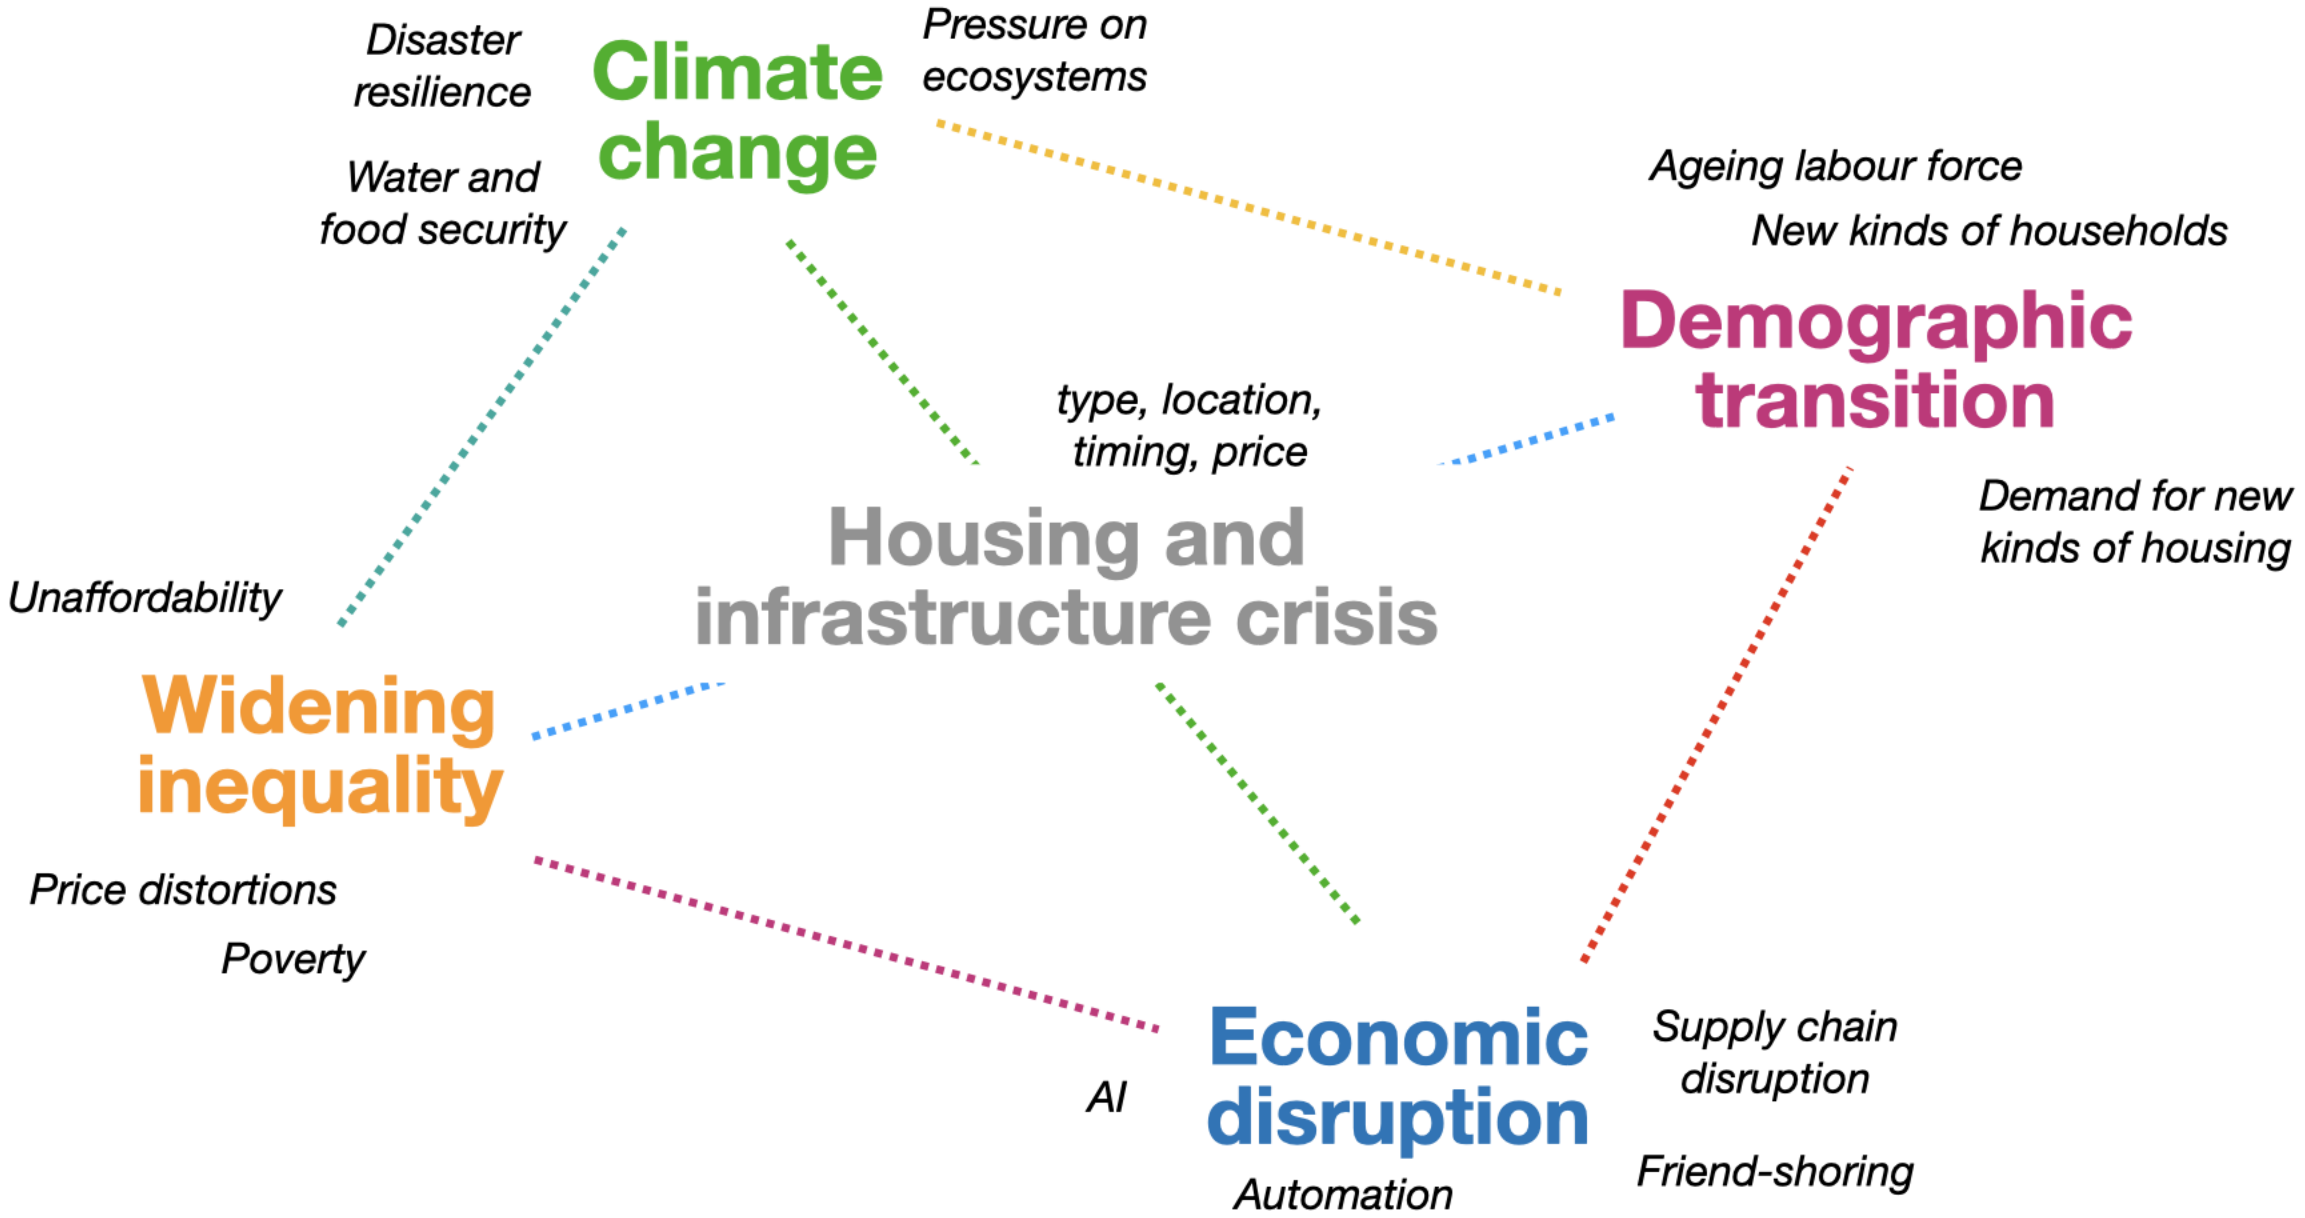 Disaster
resilience
Climate
change
Pressure on
ecosystems
Water and
food security
Ageing labour force
New kinds of households
Demographic
transition
type, location,
timing, price
Demand for new
kinds of housing
Housing and
infrastructure crisis
Unaffordability
Widening
inequality
Price distortions
Poverty
Economic
disruption
Supply chain
disruption
AI
Friend-shoring
Automation